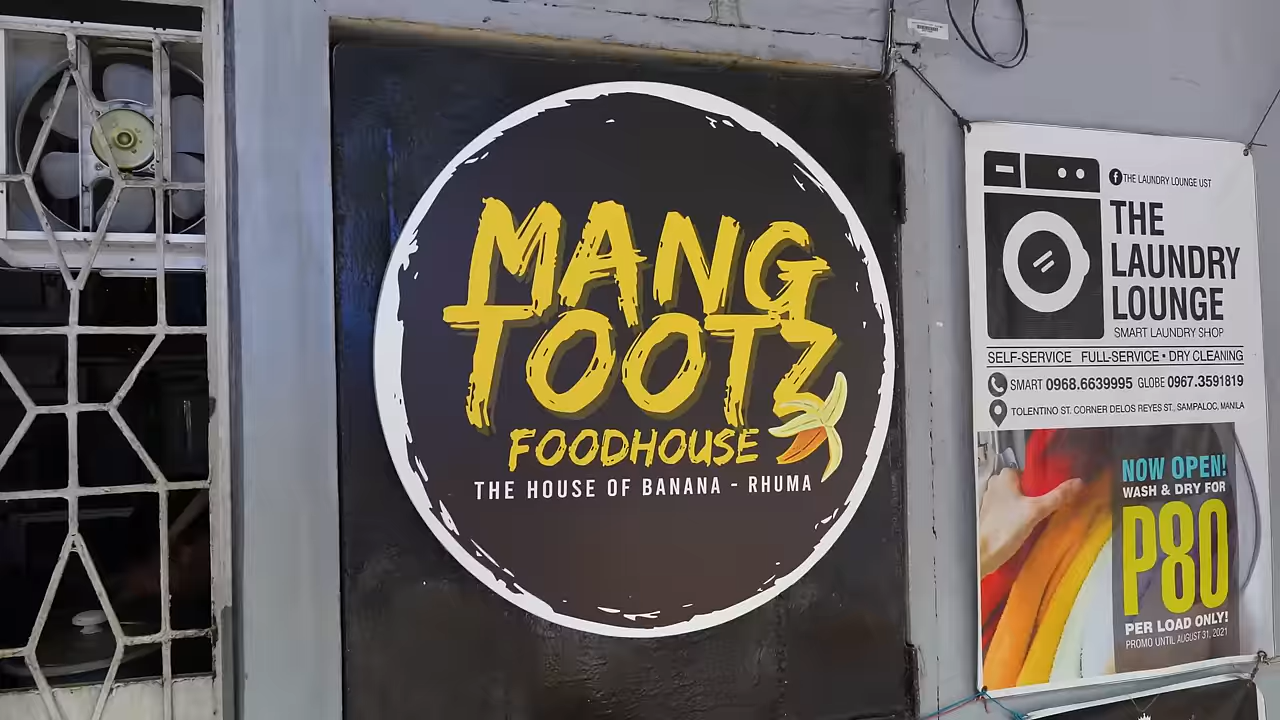 MANG
TOOTZ
FOODHOUSE
THE HOUSE OF BANANA - RHUMA
THE LAUNDRY LOUNGE UST
THE
LAUNDRY
LOUNGE
SMART LAUNDRY SHOP
SELF-SERVICE FULL-SERVICE • DRY CLEANING
SMART 0968.6639995 GLOBE 0967.3591819
TOLENTINO ST. CORNER DELOS REYES ST., SAMPALOC, MANILA
NOW OPEN!
WASH & DRY FOR
P80
PER LOAD ONLY!
PROMO UNTIL AUGUST 31, 2021